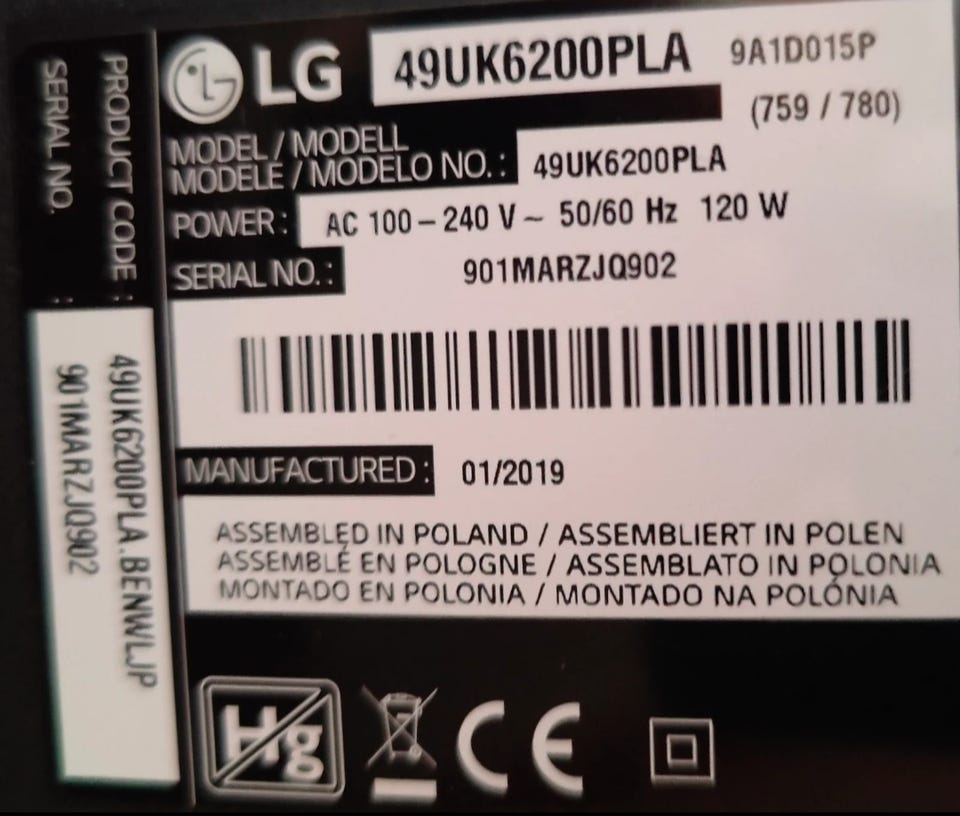 LG 49UK6200PLA 9A1D015P
(759 / 780)
MODEL / MODELL
MODELE / MODELO NO. : 49UK6200PLA
POWER : AC 100 – 240 V ~ 50/60 Hz 120 W
SERIAL NO. : 901MARZJQ902
MANUFACTURED : 01/2019
ASSEMBLED IN POLAND / ASSEMBLIERT IN POLEN
ASSEMBLÉ EN POLOGNE / ASSEMBLATO IN POLONIA
MONTADO EN POLONIA / MONTADO NA POLÓNIA
Hg
CE
PRODUCT CODE : 49UK6200PLA.BENWLJP
SERIAL NO. : 901MARZJQ902